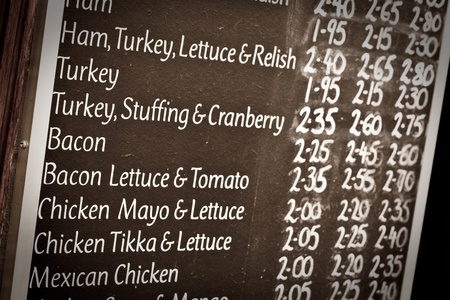 2·40 2·65 2·80
Ham 1·95 2·15 2·30
Ham, Turkey, Lettuce & Relish 2·40 2·65 2·80
Turkey 1·95 2·15 2·30
Turkey, Stuffing & Cranberry 2·35 2·60 2·75
Bacon 2·25 2·45 2·60
Bacon Lettuce & Tomato 2·35 2·55 2·70
Chicken Mayo & Lettuce 2·00 2·20 2·35
Chicken Tikka & Lettuce 2·05 2·25 2·40
Mexican Chicken 2·00 2·20 2·35
2·05 2·25